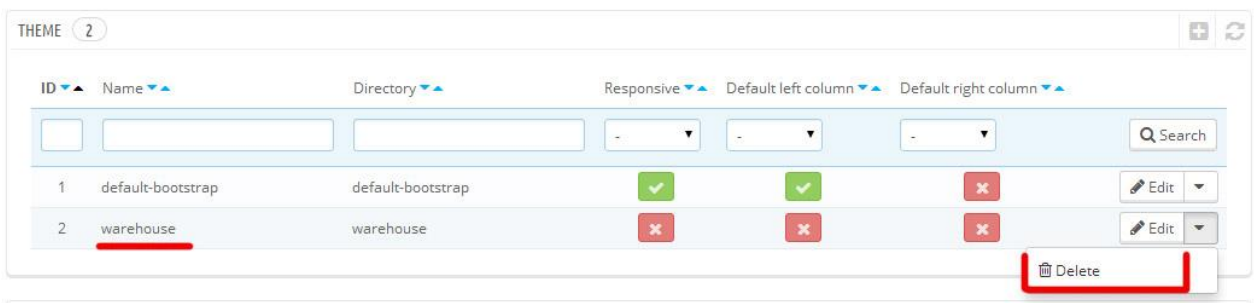 THEME 2
ID Name Directory Responsive Default left column Default right column
- - - Search
1 default-bootstrap default-bootstrap Edit
2 warehouse warehouse Edit
Delete